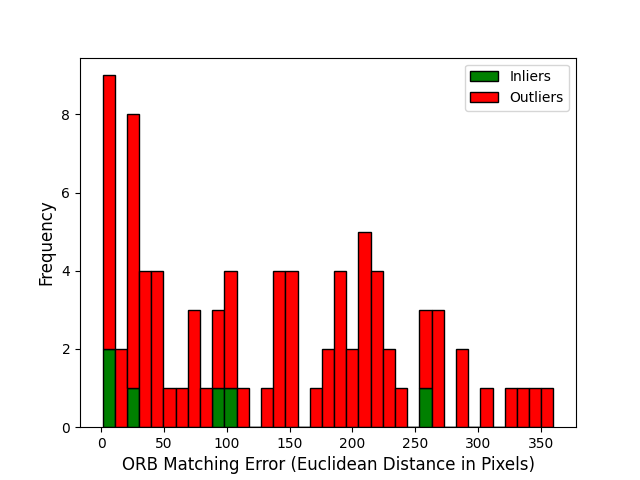 Inliers
Outliers
8
6
4
2
0
Frequency
0 50 100 150 200 250 300 350
ORB Matching Error (Euclidean Distance in Pixels)